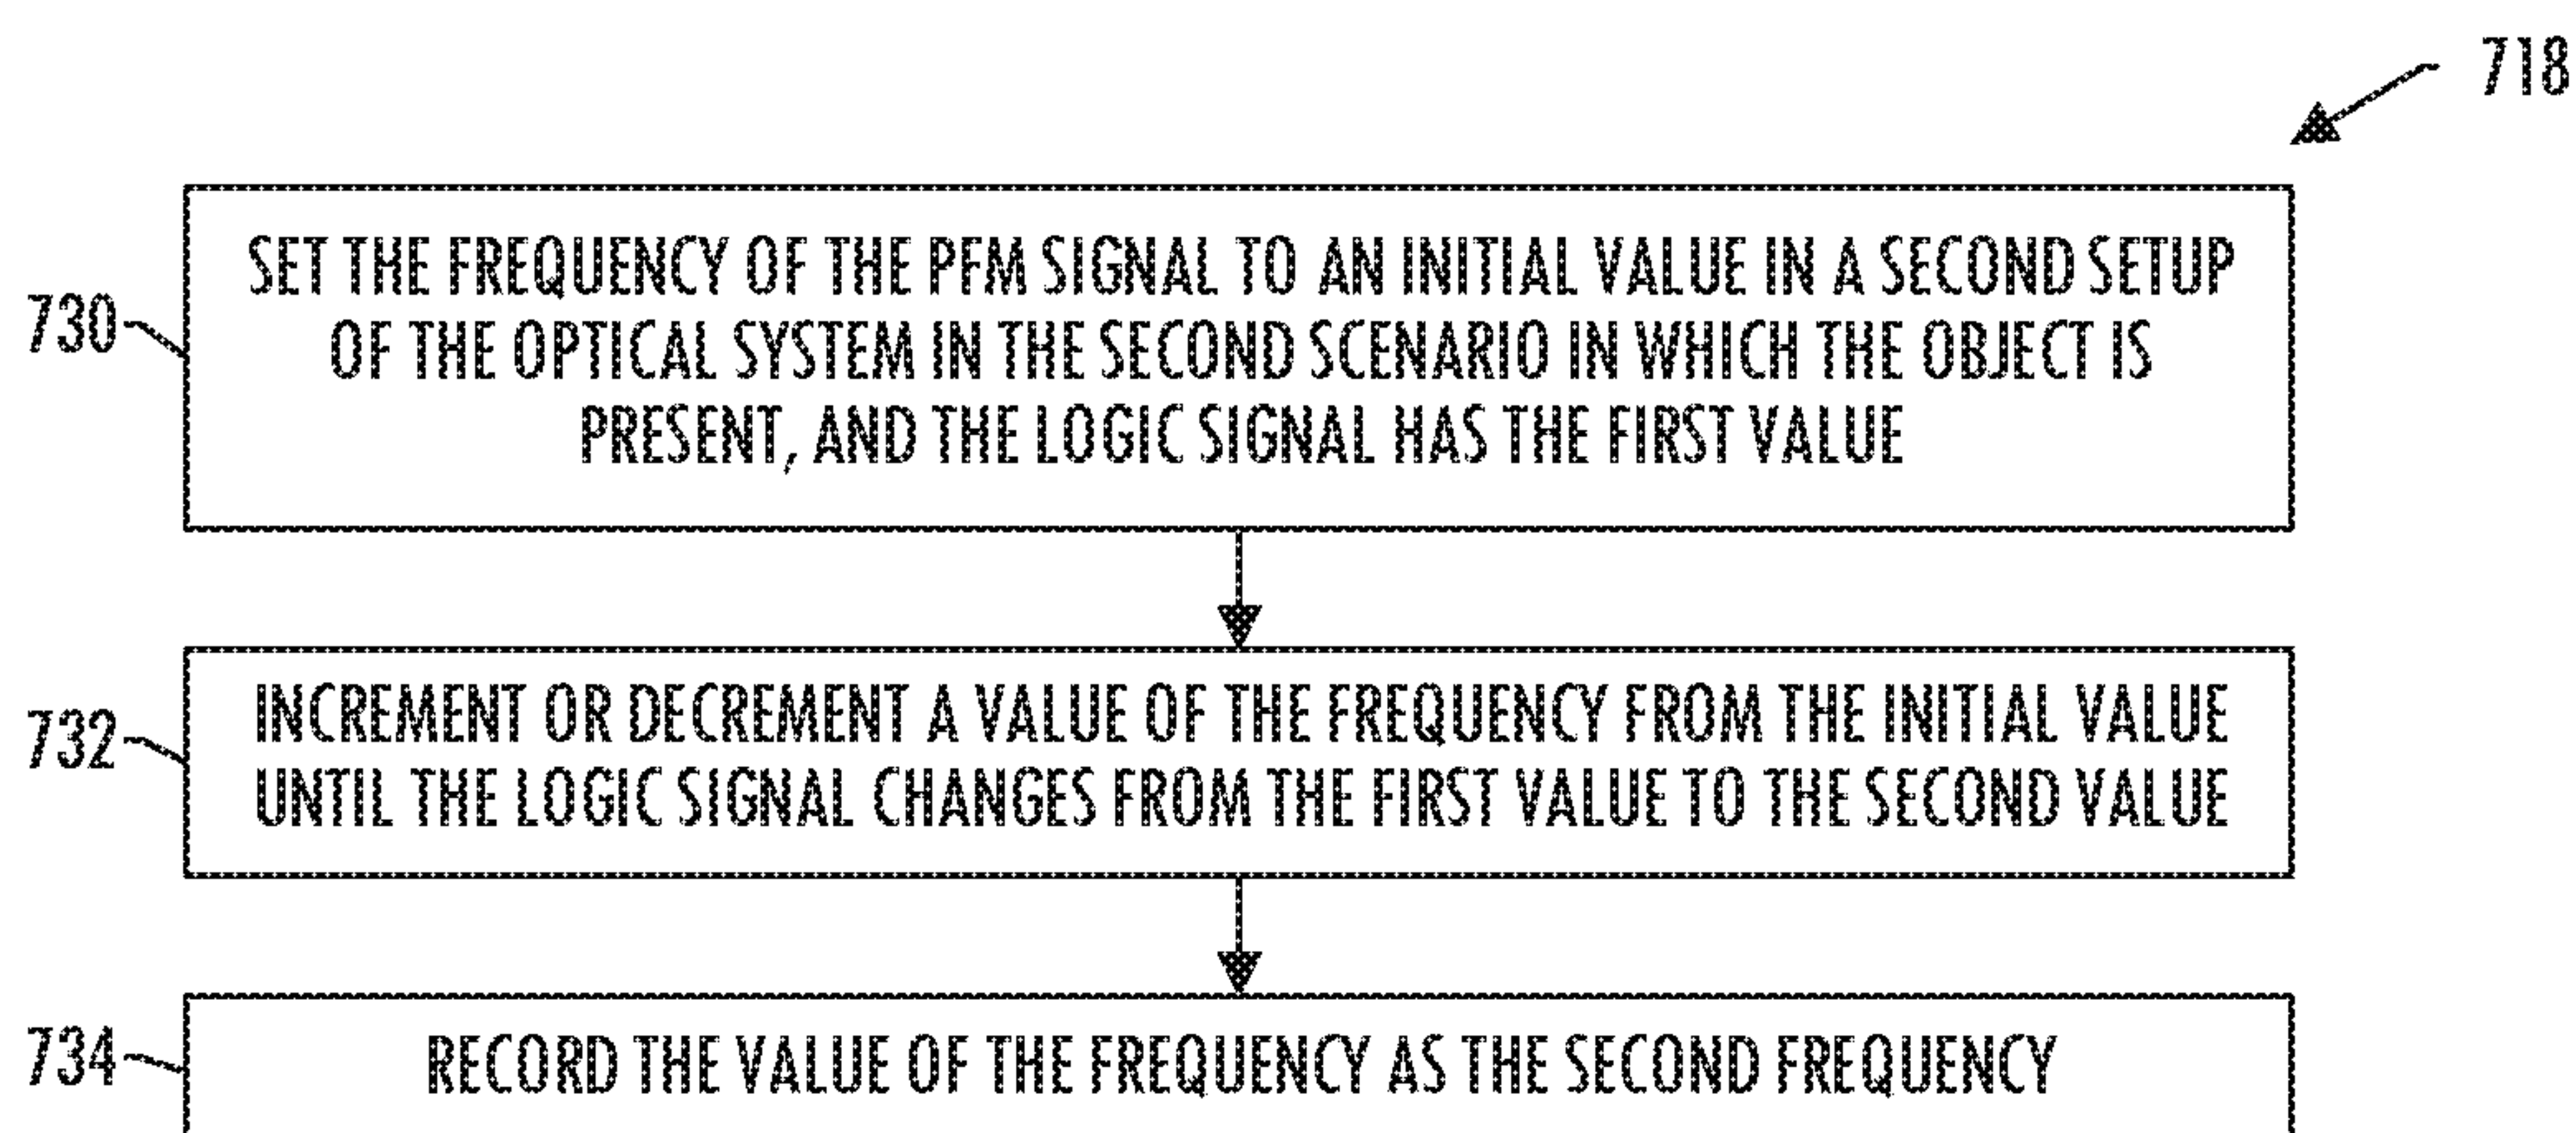 718
730
SET THE FREQUENCY OF THE PFM SIGNAL TO AN INITIAL VALUE IN A SECOND SETUP
OF THE OPTICAL SYSTEM IN THE SECOND SCENARIO IN WHICH THE OBJECT IS
PRESENT, AND THE LOGIC SIGNAL HAS THE FIRST VALUE
732
INCREMENT OR DECREMENT A VALUE OF THE FREQUENCY FROM THE INITIAL VALUE
UNTIL THE LOGIC SIGNAL CHANGES FROM THE FIRST VALUE TO THE SECOND VALUE
734
RECORD THE VALUE OF THE FREQUENCY AS THE SECOND FREQUENCY